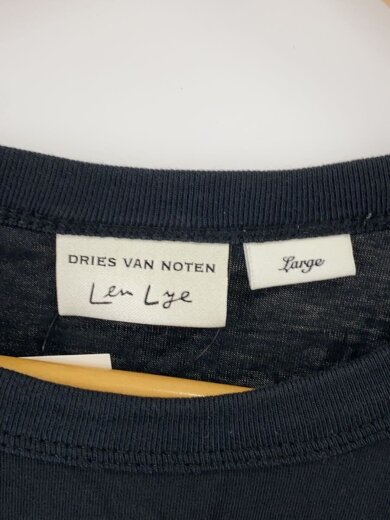 DRIES VAN NOTEN
Len Lye
Large